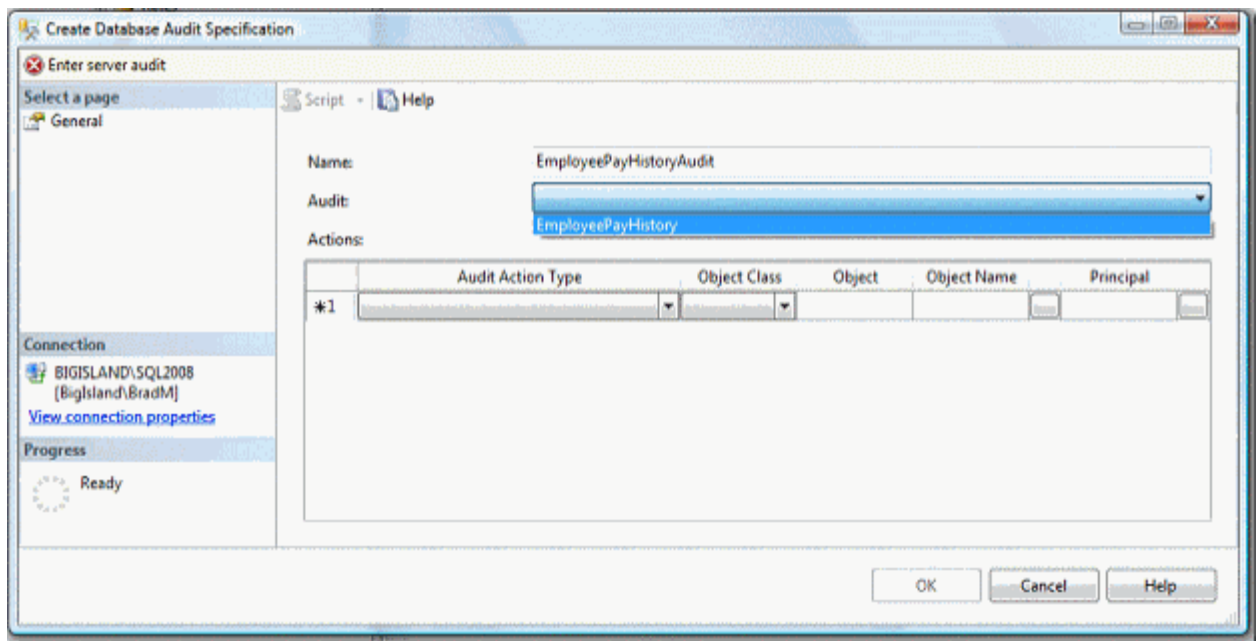 Create Database Audit Specification
Enter server audit
Select a page
General
Script
Help
Name:
EmployeePayHistoryAudit
Audit:
EmployeePayHistory
Actions:
Audit Action Type Object Class Object Object Name Principal
*1
Connection
BIGISLAND\SQL2008
[BigIsland\BradM]
View connection properties
Progress
Ready
OK Cancel Help